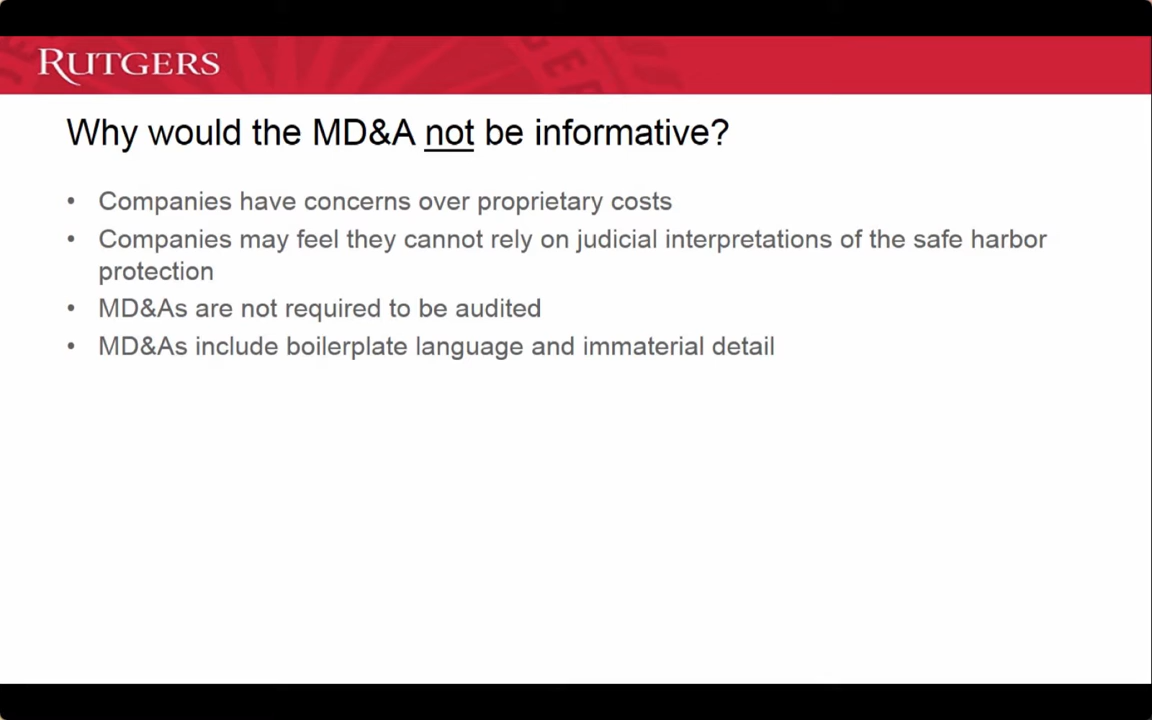 RUTGERS
Why would the MD&A not be informative?
• Companies have concerns over proprietary costs
• Companies may feel they cannot rely on judicial interpretations of the safe harbor
protection
• MD&As are not required to be audited
• MD&As include boilerplate language and immaterial detail